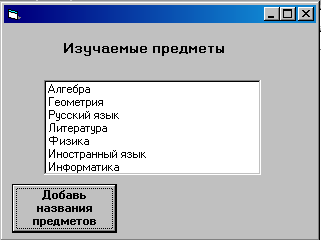 Изучаемые предметы
Алгебра
Геометрия
Русский язык
Литература
Физика
Иностранный язык
Информатика
Добавь
названия
предметов